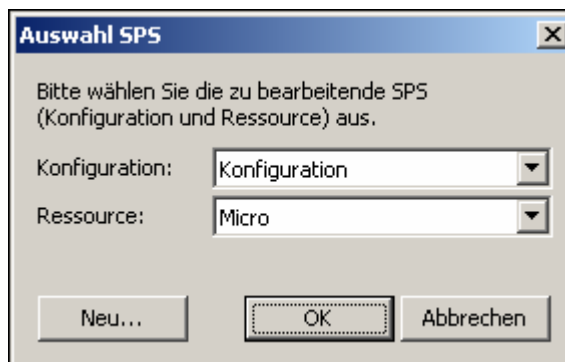 Auswahl SPS
Bitte wählen Sie die zu bearbeitende SPS
(Konfiguration und Ressource) aus.
Konfiguration: Konfiguration
Ressource: Micro
Neu... OK Abbrechen